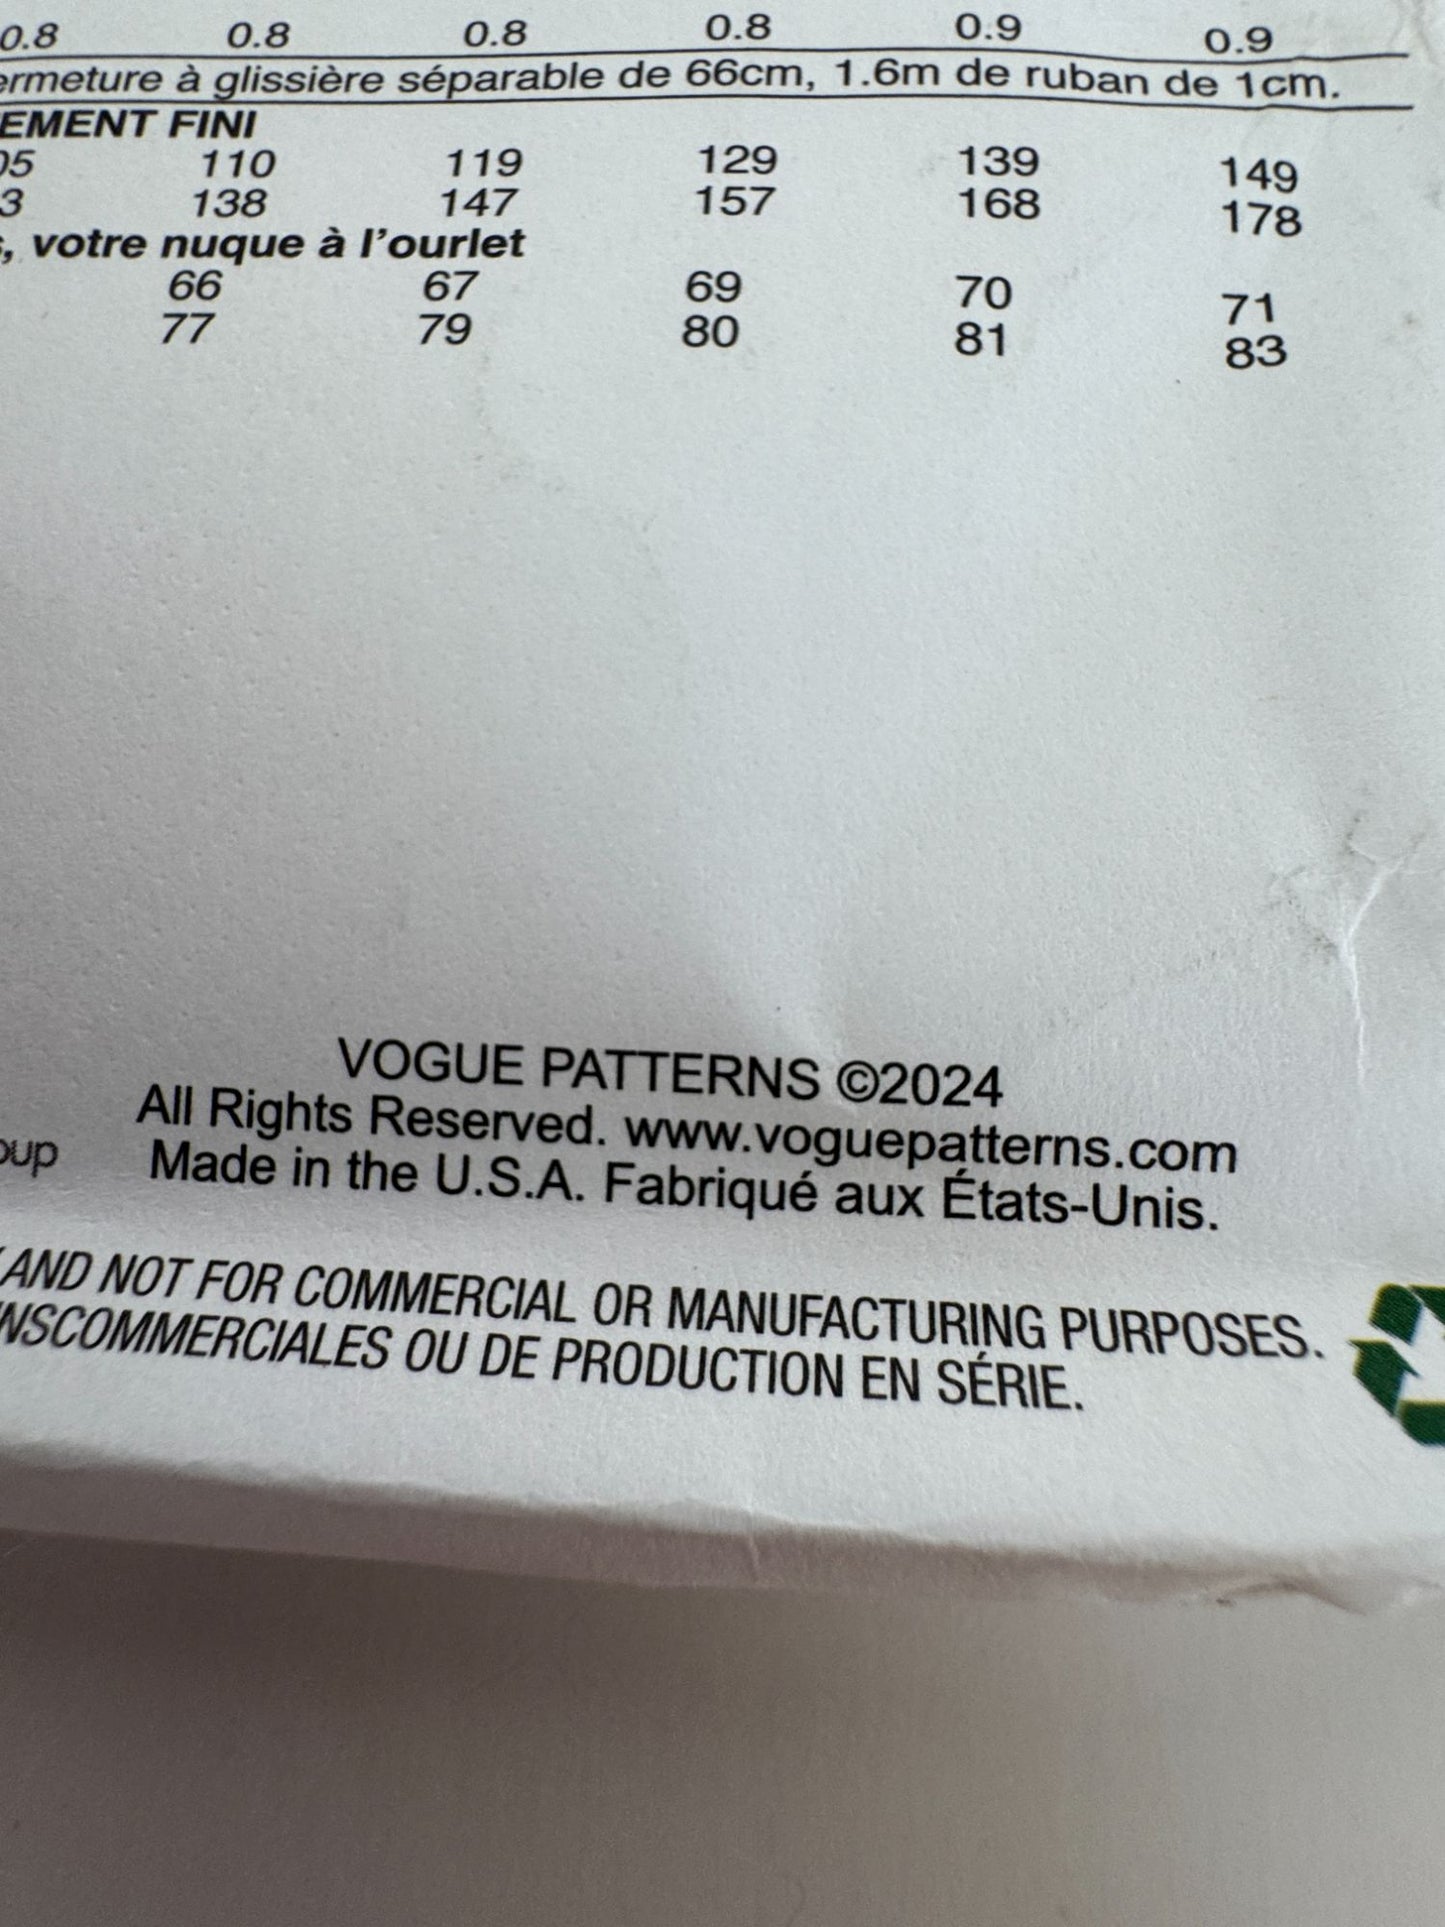 0.8 0.8 0.8 0.8 0.9 0.9
ermeture à glissière séparable de 66cm, 1.6m de ruban de 1cm.
EMENT FINI
05 110 119 129 139 149
3 138 147 157 168 178
, votre nuque à l'ourlet
66 67 69 70 71
77 79 80 81 83
VOGUE PATTERNS ©2024
All Rights Reserved. www.voguepatterns.com
oup Made in the U.S.A. Fabriqué aux États-Unis.
AND NOT FOR COMMERCIAL OR MANUFACTURING PURPOSES.
NSCOMMERCIALES OU DE PRODUCTION EN SÉRIE.